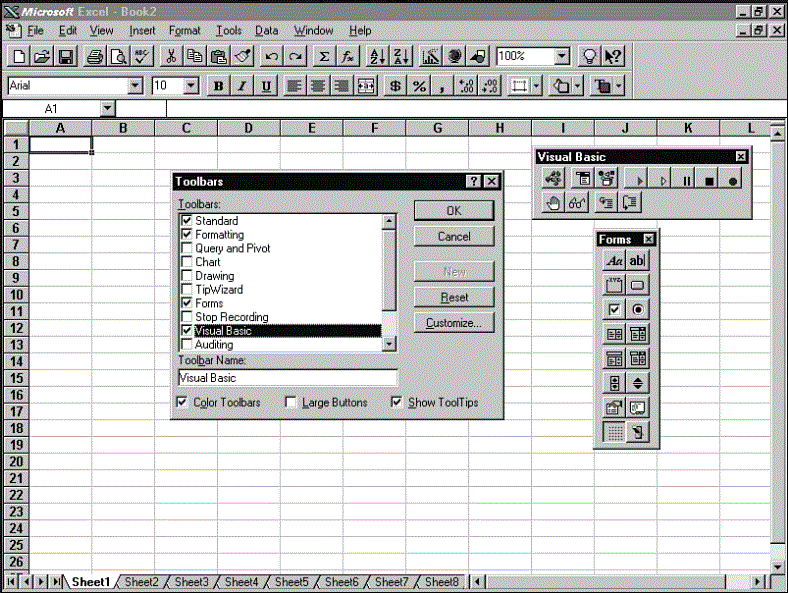 Microsoft Excel - Book2
File Edit View Insert Format Tools Data Window Help
100%
Arial 10 B I U $ % ,
A1
A B C D E F G H I J K L
1
2
3
4
5
6
7
8
9
10
11
12
13
14
15
16
17
18
19
20
21
22
23
24
25
26
Visual Basic
Toolbars
Toolbars:
Standard
Formatting
Query and Pivot
Chart
Drawing
TipWizard
Forms
Stop Recording
Visual Basic
Auditing
OK
Cancel
New
Reset
Customize...
Toolbar Name:
Visual Basic
Color Toolbars Large Buttons Show ToolTips
Forms
Aa ab|
Sheet1 Sheet2 Sheet3 Sheet4 Sheet5 Sheet6 Sheet7 Sheet8